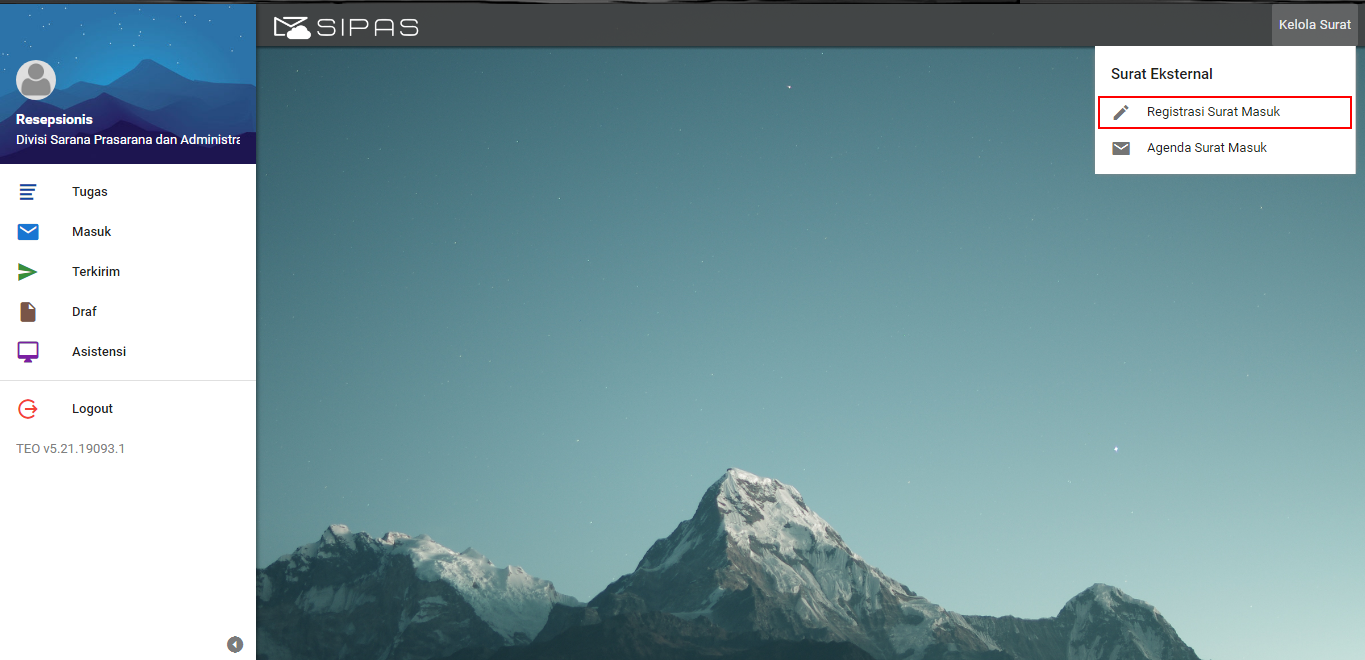 SIPAS
Kelola Surat
Surat Eksternal
Registrasi Surat Masuk
Agenda Surat Masuk
Resepsionis
Divisi Sarana Prasarana dan Administra
Tugas
Masuk
Terkirim
Draf
Asistensi
Logout
TEO v5.21.19093.1